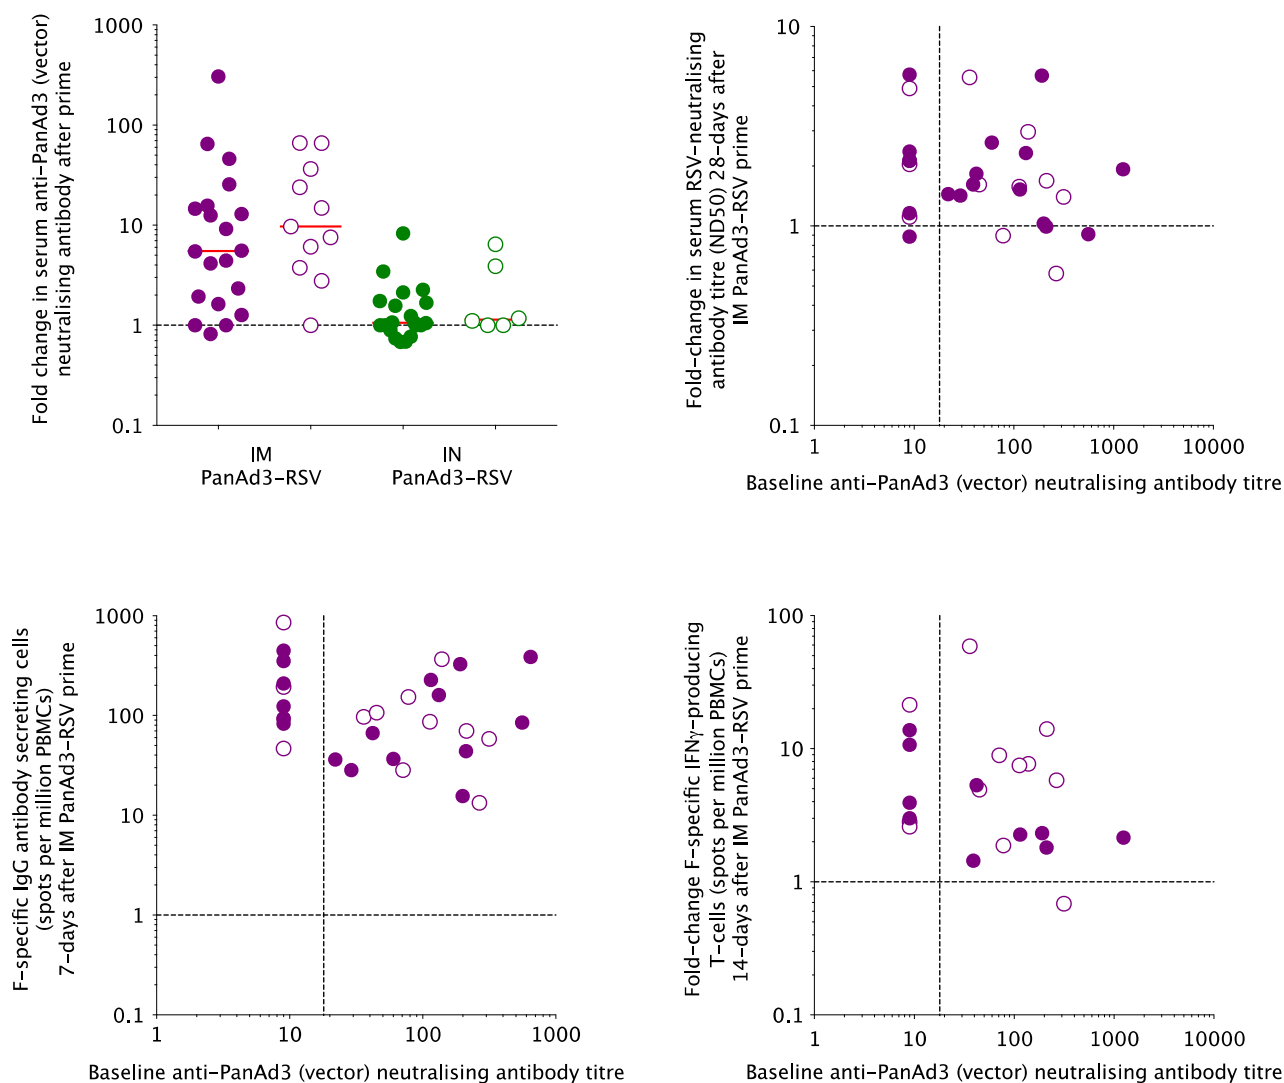 Fold change in serum anti–PanAd3 (vector)
neutralising antibody after prime
1000
100
10
1
0.1
IM
PanAd3–RSV
IN
PanAd3–RSV
Fold–change in serum RSV–neutralising
antibody titre (ND50) 28–days after
IM PanAd3–RSV prime
10
1
0.1
1 10 100 1000 10000
Baseline anti–PanAd3 (vector) neutralising antibody titre
F–specific IgG antibody secreting cells
(spots per million PBMCs)
7–days after IM PanAd3–RSV prime
1000
100
10
1
0.1
1 10 100 1000
Baseline anti–PanAd3 (vector) neutralising antibody titre
Fold–change F–specific IFNγ–producing
T–cells (spots per million PBMCs)
14–days after IM PanAd3–RSV prime
100
10
1
0.1
1 10 100 1000 10000
Baseline anti–PanAd3 (vector) neutralising antibody titre